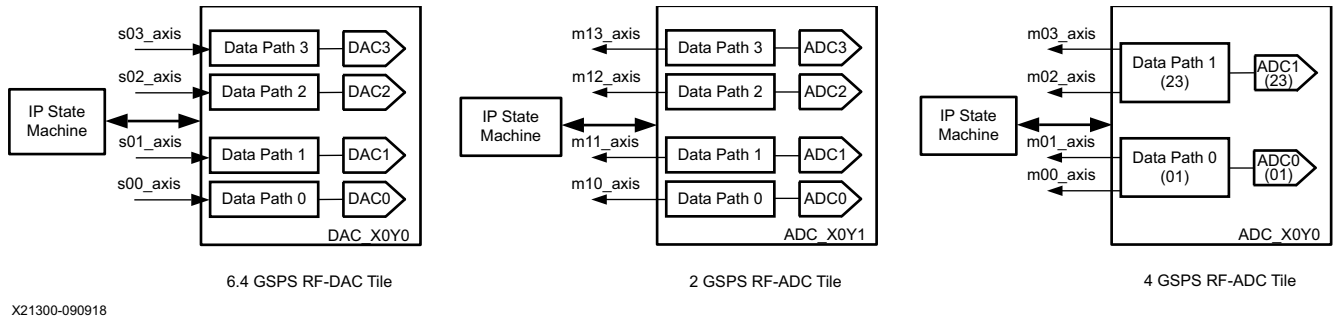 s03_axis
Data Path 3
DAC3
s02_axis
Data Path 2
DAC2
IP State
Machine
s01_axis
Data Path 1
DAC1
s00_axis
Data Path 0
DAC0
DAC_X0Y0
6.4 GSPS RF-DAC Tile
m13_axis
Data Path 3
ADC3
m12_axis
Data Path 2
ADC2
IP State
Machine
m11_axis
Data Path 1
ADC1
m10_axis
Data Path 0
ADC0
ADC_X0Y1
2 GSPS RF-ADC Tile
m03_axis
Data Path 1
(23)
ADC1
(23)
m02_axis
IP State
Machine
m01_axis
Data Path 0
(01)
ADC0
(01)
m00_axis
ADC_X0Y0
4 GSPS RF-ADC Tile
X21300-090918